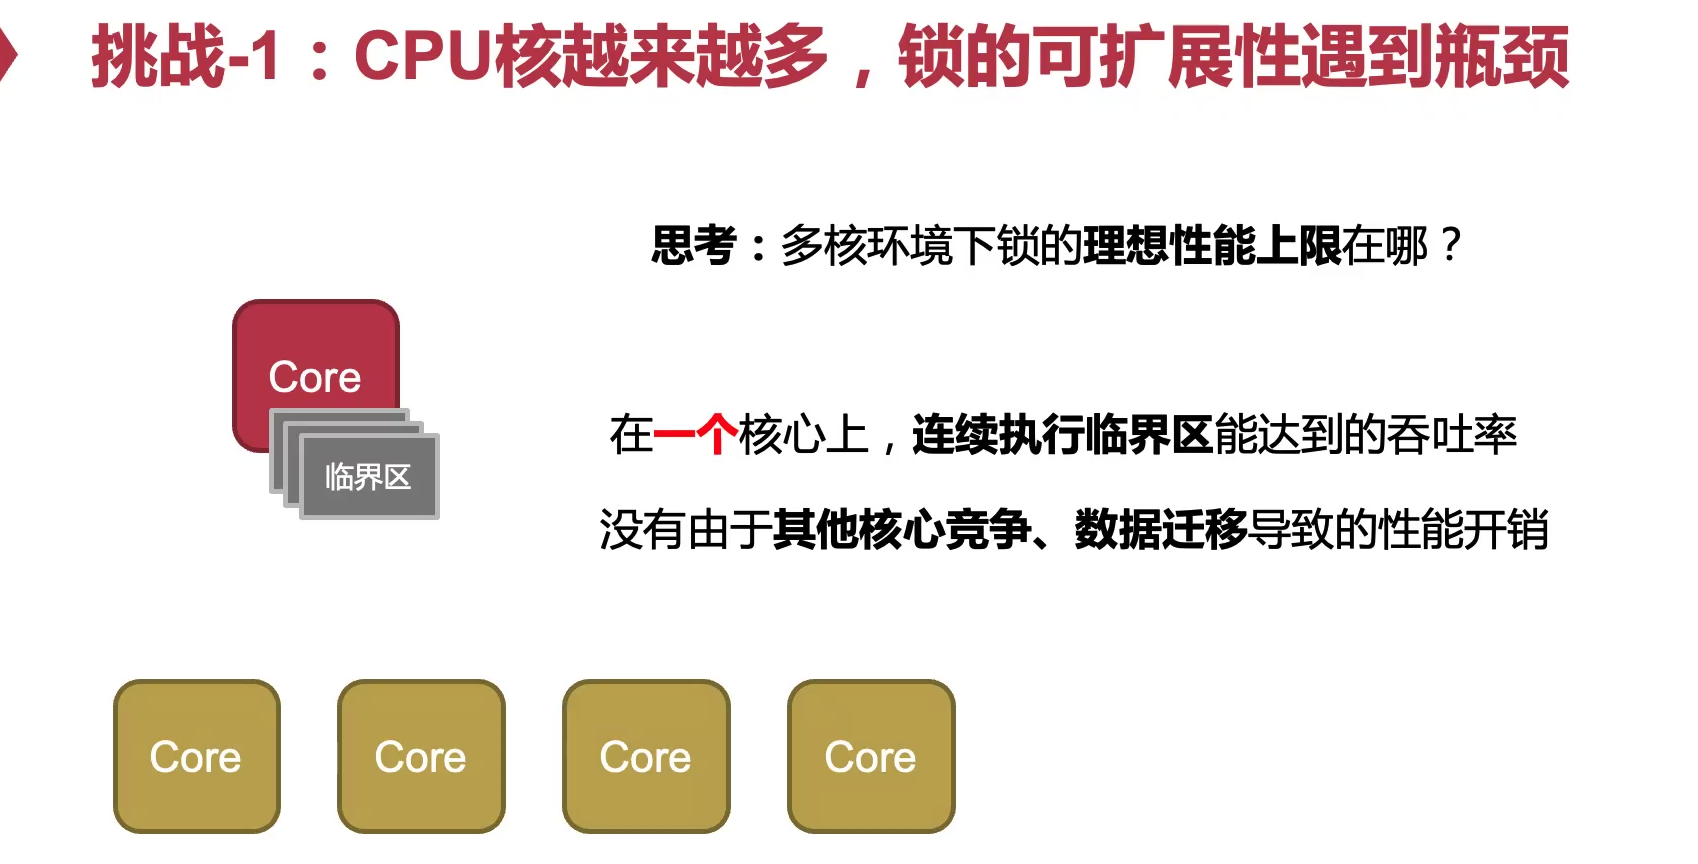 挑战-1：CPU核越来越多，锁的可扩展性遇到瓶颈
思考：多核环境下锁的理想性能上限在哪？
Core
临界区
在一个核心上，连续执行临界区能达到的吞吐率
没有由于其他核心竞争、数据迁移导致的性能开销
Core
Core
Core
Core